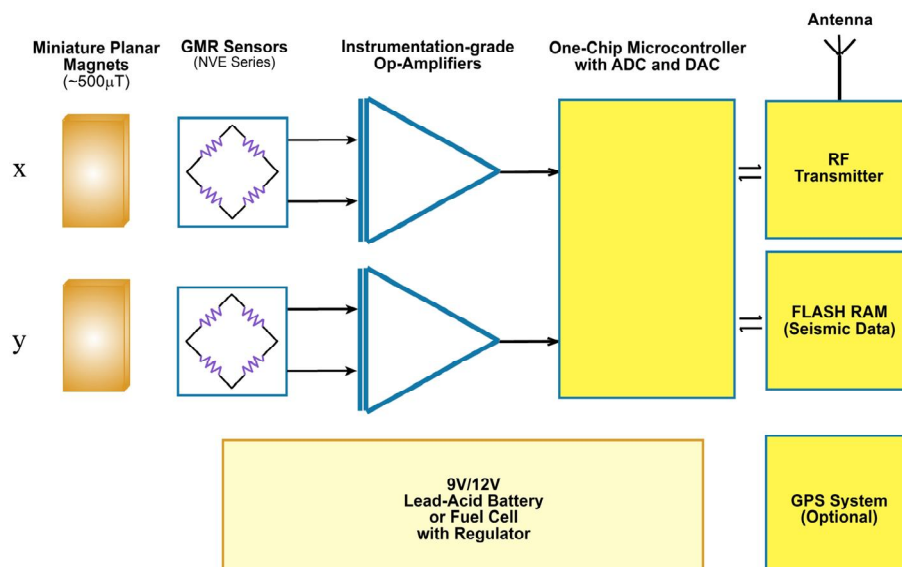 Antenna
Miniature Planar
Magnets
(~500μT)
GMR Sensors
(NVE Series)
Instrumentation-grade
Op-Amplifiers
One-Chip Microcontroller
with ADC and DAC
x
RF
Transmitter
y
FLASH RAM
(Seismic Data)
9V/12V
Lead-Acid Battery
or Fuel Cell
with Regulator
GPS System
(Optional)